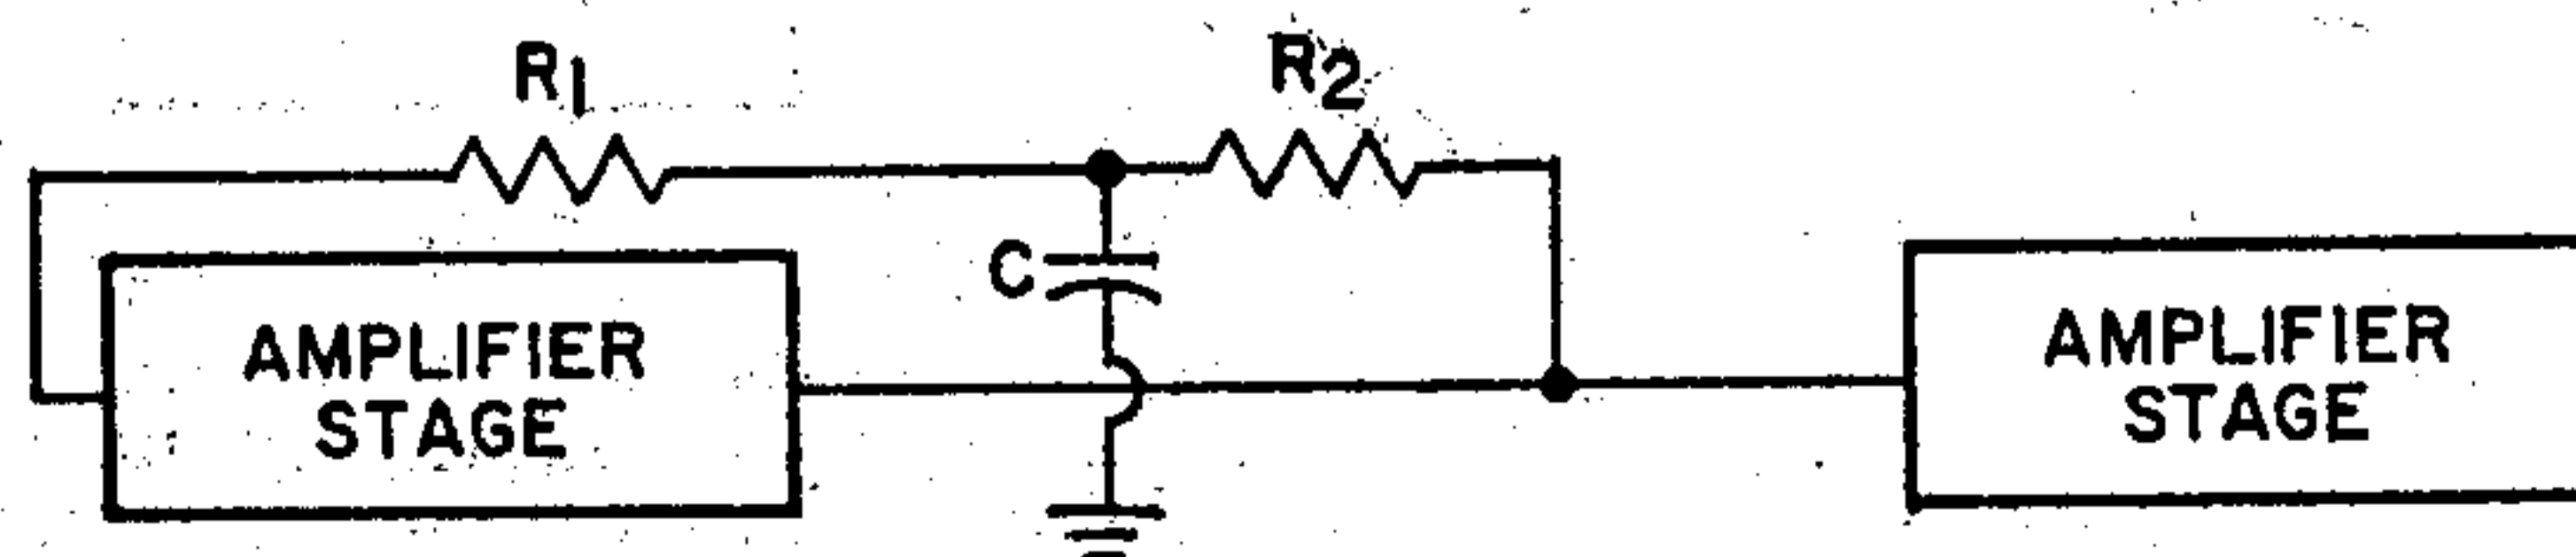 R1
R2
C
AMPLIFIER
STAGE
AMPLIFIER
STAGE